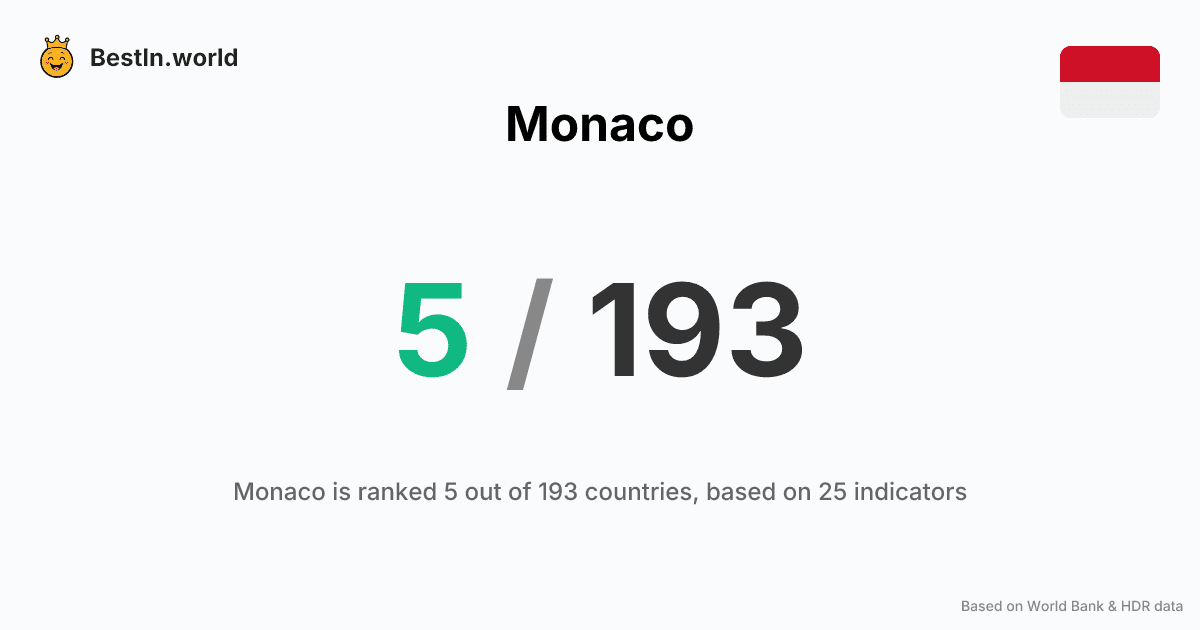 BestIn.world
Monaco
5 / 193
Monaco is ranked 5 out of 193 countries, based on 25 indicators
Based on World Bank & HDR data